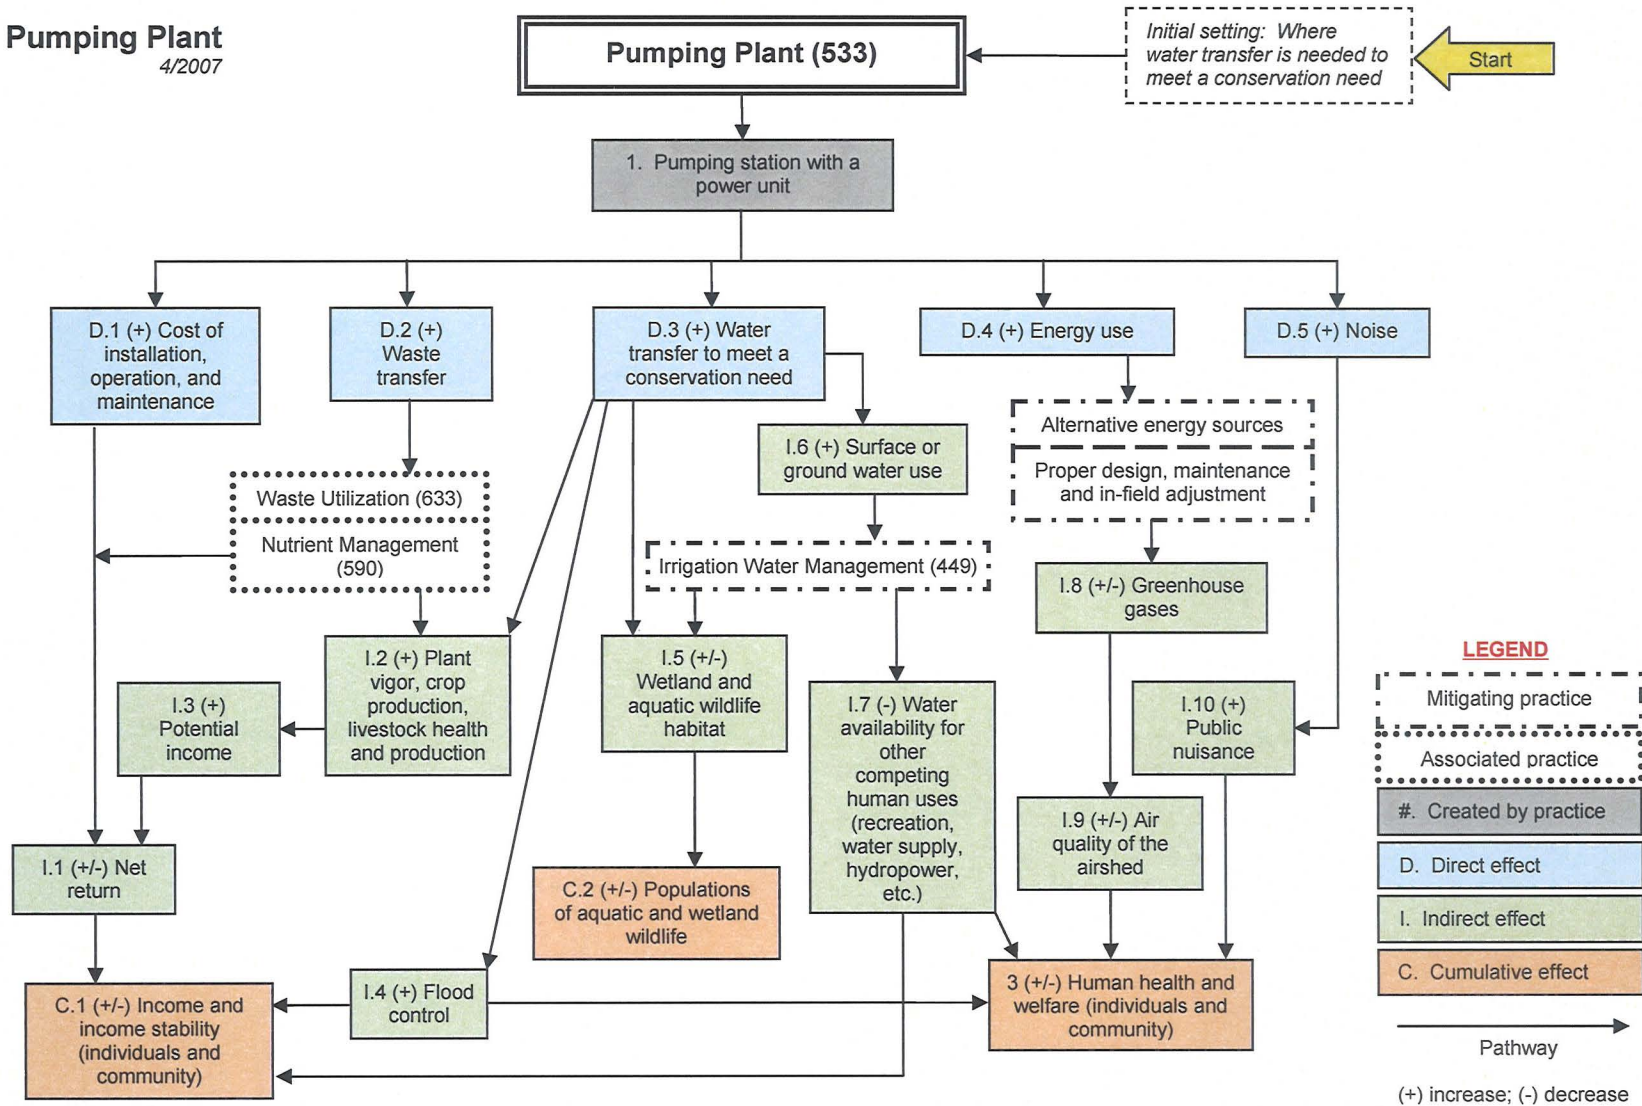 Pumping Plant
4/2007
Pumping Plant (533)
Initial setting: Where
water transfer is needed to
meet a conservation need
Start
1. Pumping station with a
power unit
D.1 (+) Cost of
installation,
operation, and
maintenance
D.2 (+)
Waste
transfer
D.3 (+) Water
transfer to meet a
conservation need
D.4 (+) Energy use
D.5 (+) Noise
Waste Utilization (633)
Nutrient Management
(590)
I.6 (+) Surface or
ground water use
Alternative energy sources
Proper design, maintenance
and in-field adjustment
Irrigation Water Management (449)
I.8 (+/-) Greenhouse
gases
I.2 (+) Plant
vigor, crop
production,
livestock health
and production
I.3 (+)
Potential
income
I.5 (+/-)
Wetland and
aquatic wildlife
habitat
I.7 (-) Water
availability for
other
competing
human uses
(recreation,
water supply,
hydropower,
etc.)
I.10 (+)
Public
nuisance
I.9 (+/-) Air
quality of the
airshed
I.1 (+/-) Net
return
C.2 (+/-) Populations
of aquatic and wetland
wildlife
I.4 (+) Flood
control
C.1 (+/-) Income and
income stability
(individuals and
community)
3 (+/-) Human health and
welfare (individuals and
community)
LEGEND
Mitigating practice
Associated practice
#. Created by practice
D. Direct effect
I. Indirect effect
C. Cumulative effect
Pathway
(+) increase; (-) decrease